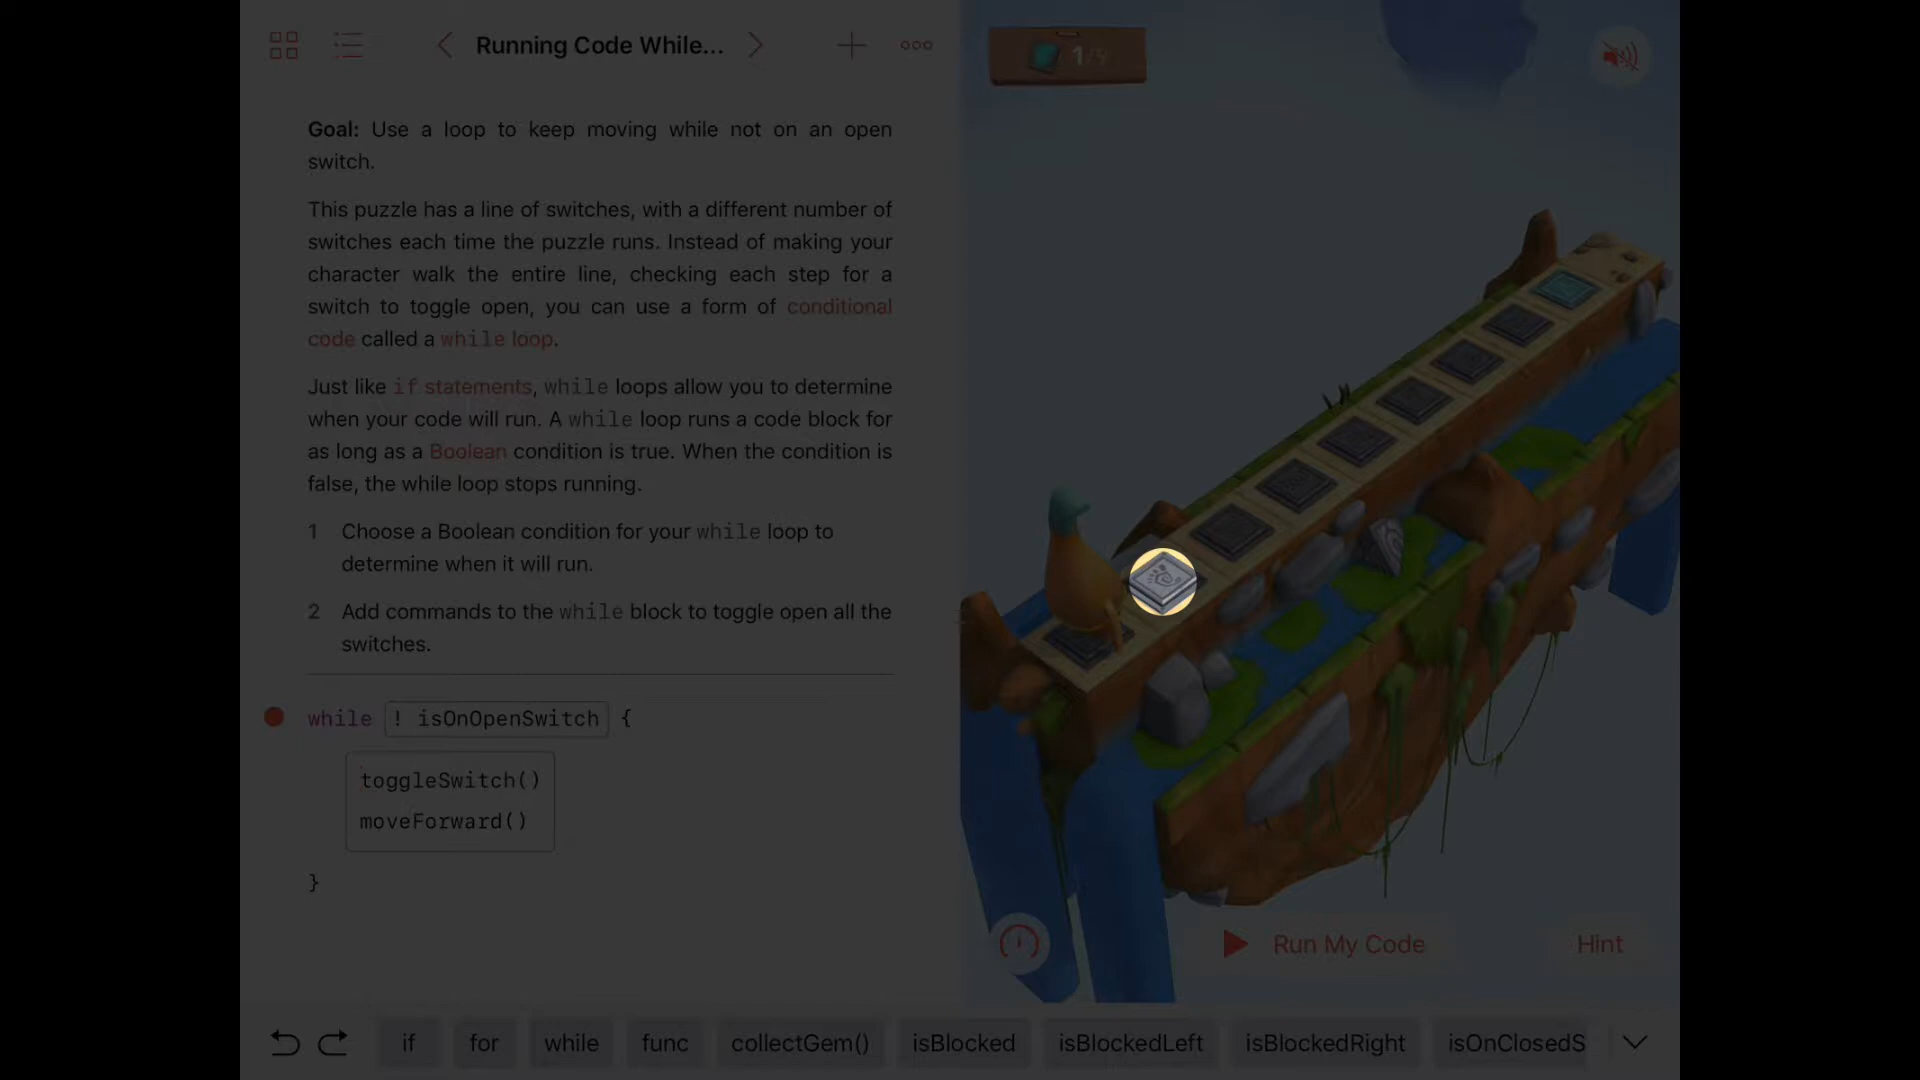 Running Code While...
1/9
Goal: Use a loop to keep moving while not on an open
switch.
This puzzle has a line of switches, with a different number of
switches each time the puzzle runs. Instead of making your
character walk the entire line, checking each step for a
switch to toggle open, you can use a form of conditional
code called a while loop.
Just like if statements, while loops allow you to determine
when your code will run. A while loop runs a code block for
as long as a Boolean condition is true. When the condition is
false, the while loop stops running.
1 Choose a Boolean condition for your while loop to
determine when it will run.
2 Add commands to the while block to toggle open all the
switches.
while ! isOnOpenSwitch {
toggleSwitch()
moveForward()
}
Run My Code
Hint
if for while func collectGem() isBlocked isBlockedLeft isBlockedRight isOnClosedS